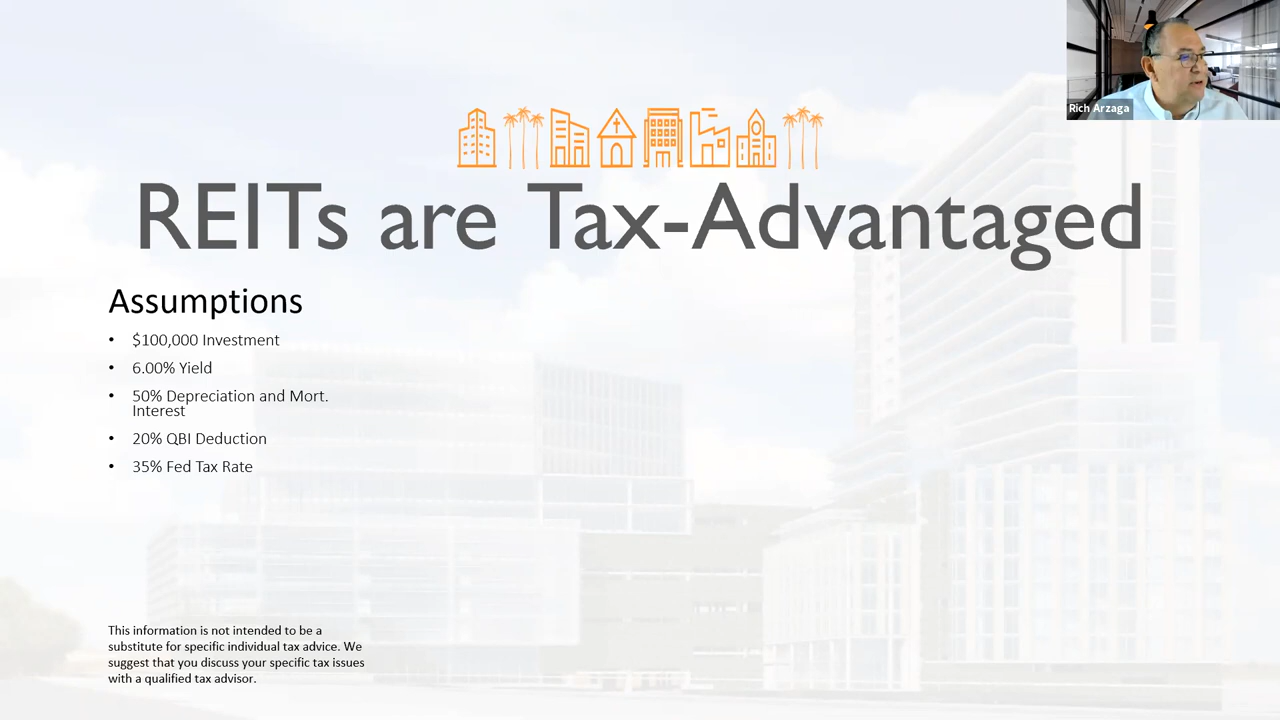 Rich Arzaga
REITs are Tax-Advantaged
Assumptions
• $100,000 Investment
• 6.00% Yield
• 50% Depreciation and Mort.
Interest
• 20% QBI Deduction
• 35% Fed Tax Rate
This information is not intended to be a
substitute for specific individual tax advice. We
suggest that you discuss your specific tax issues
with a qualified tax advisor.